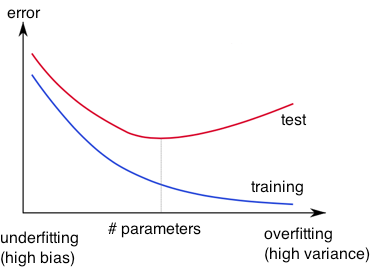 error
test
training
# parameters
underfitting
(high bias)
overfitting
(high variance)